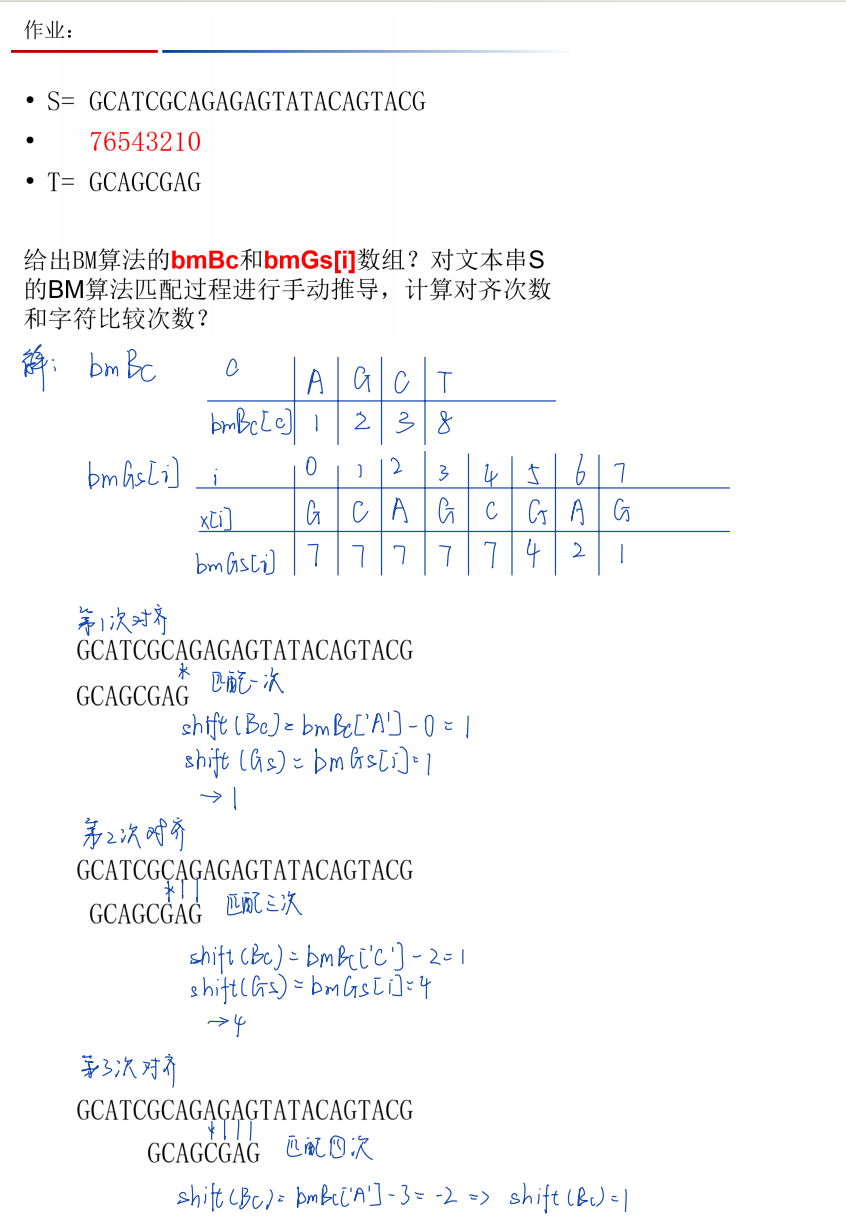 作业：
• S= GCATCGCAGAGAGTATACAGTACG
• 76543210
• T= GCAGCGAG
给出BM算法的bmBc和bmGs[i]数组？对文本串S
的BM算法匹配过程进行手动推导，计算对齐次数
和字符比较次数？
解： bmBc c A G C T
bmBc[c] 1 2 3 8
bmGs[i] i 0 1 2 3 4 5 6 7
x[i] G C A G C G A G
bmGs[i] 7 7 7 7 7 4 2 1
第1次对齐
GCATCGCAGAGAGTATACAGTACG
* 匹配一次
GCAGCGAG
shift(Bc)=bmBc['A']-0=1
shift(Gs)=bmGs[i]=1
→1
第2次对齐
GCATCGCAGAGAGTATACAGTACG
*||
GCAGCGAG 匹配三次
shift(Bc)=bmBc['C']-2=1
shift(Gs)=bmGs[i]=4
→4
第3次对齐
GCATCGCAGAGAGTATACAGTACG
*|||
GCAGCGAG 匹配四次
shift(Bc)=bmBc['A']-3=-2=>shift(Bc)=1